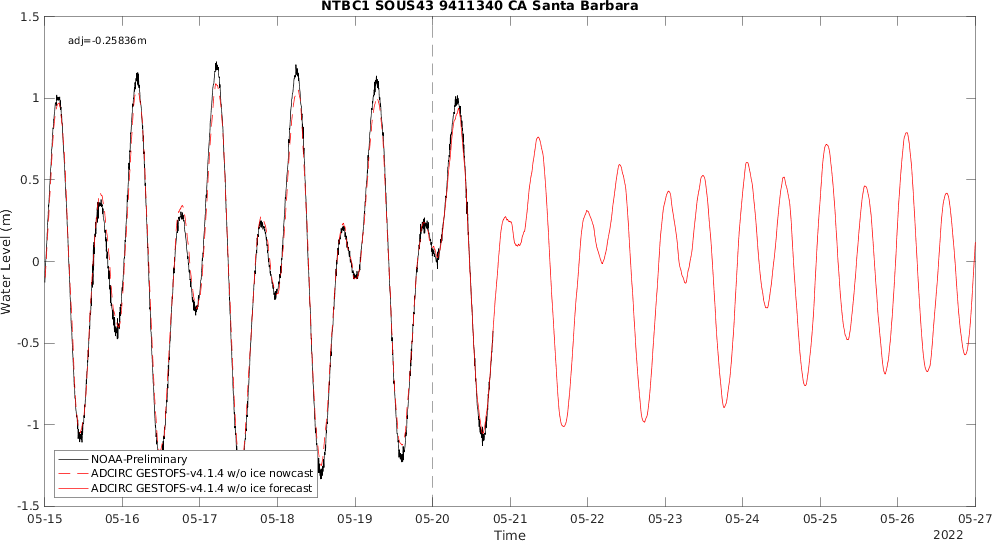 NTBC1 SOUS43 9411340 CA Santa Barbara
adj=-0.25836m
1.5
1
0.5
0
-0.5
-1
-1.5
Water Level (m)
NOAA-Preliminary
ADCIRC GESTOFS-v4.1.4 w/o ice nowcast
ADCIRC GESTOFS-v4.1.4 w/o ice forecast
05-15 05-16 05-17 05-18 05-19 05-20 05-21 05-22 05-23 05-24 05-25 05-26 05-27
Time
2022